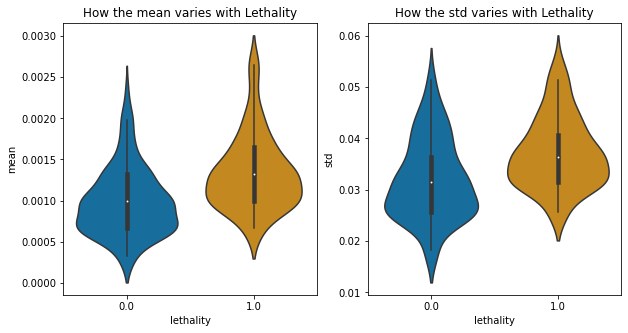 How the mean varies with Lethality
0.0030
0.0025
0.0020
0.0015
0.0010
0.0005
0.0000
mean
0.0
1.0
lethality
How the std varies with Lethality
0.06
0.05
0.04
0.03
0.02
0.01
std
0.0
1.0
lethality